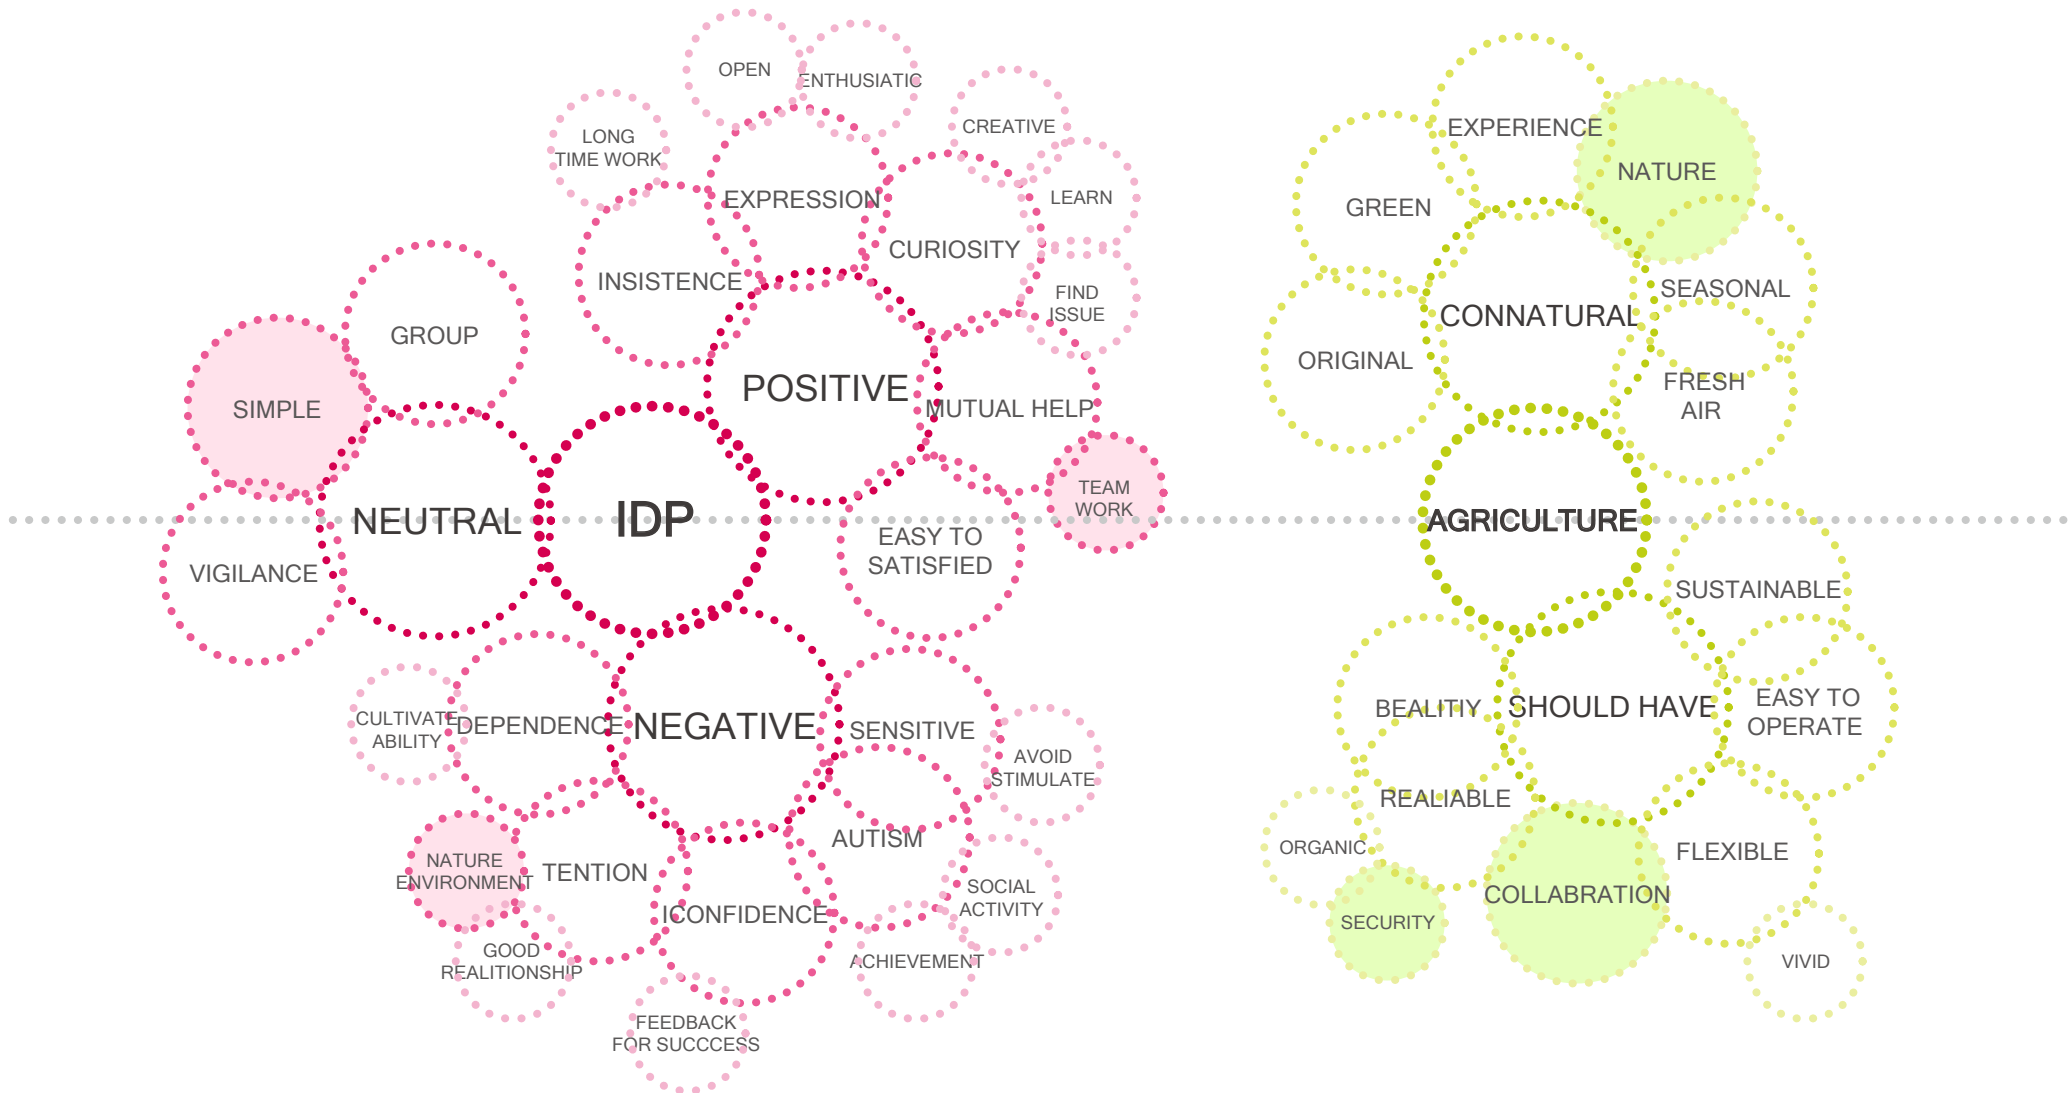 OPEN
ENTHUSIATIC
LONG
TIME WORK
CREATIVE
EXPRESSION
LEARN
CURIOSITY
INSISTENCE
FIND
ISSUE
GROUP
SIMPLE
POSITIVE
MUTUAL HELP
TEAM
WORK
NEUTRAL
IDP
EASY TO
SATISFIED
VIGILANCE
CULTIVATE
ABILITY
DEPENDENCE
NEGATIVE
SENSITIVE
AVOID
STIMULATE
AUTISM
NATURE
ENVIRONMENT
TENTION
ICONFIDENCE
SOCIAL
ACTIVITY
GOOD
REALITIONSHIP
ACHIEVEMENT
FEEDBACK
FOR SUCCCESS
EXPERIENCE
NATURE
GREEN
SEASONAL
CONNATURAL
ORIGINAL
FRESH
AIR
AGRICULTURE
SUSTAINABLE
BEALITIY
SHOULD HAVE
EASY TO
OPERATE
REALIABLE
ORGANIC
FLEXIBLE
COLLABRATION
SECURITY
VIVID